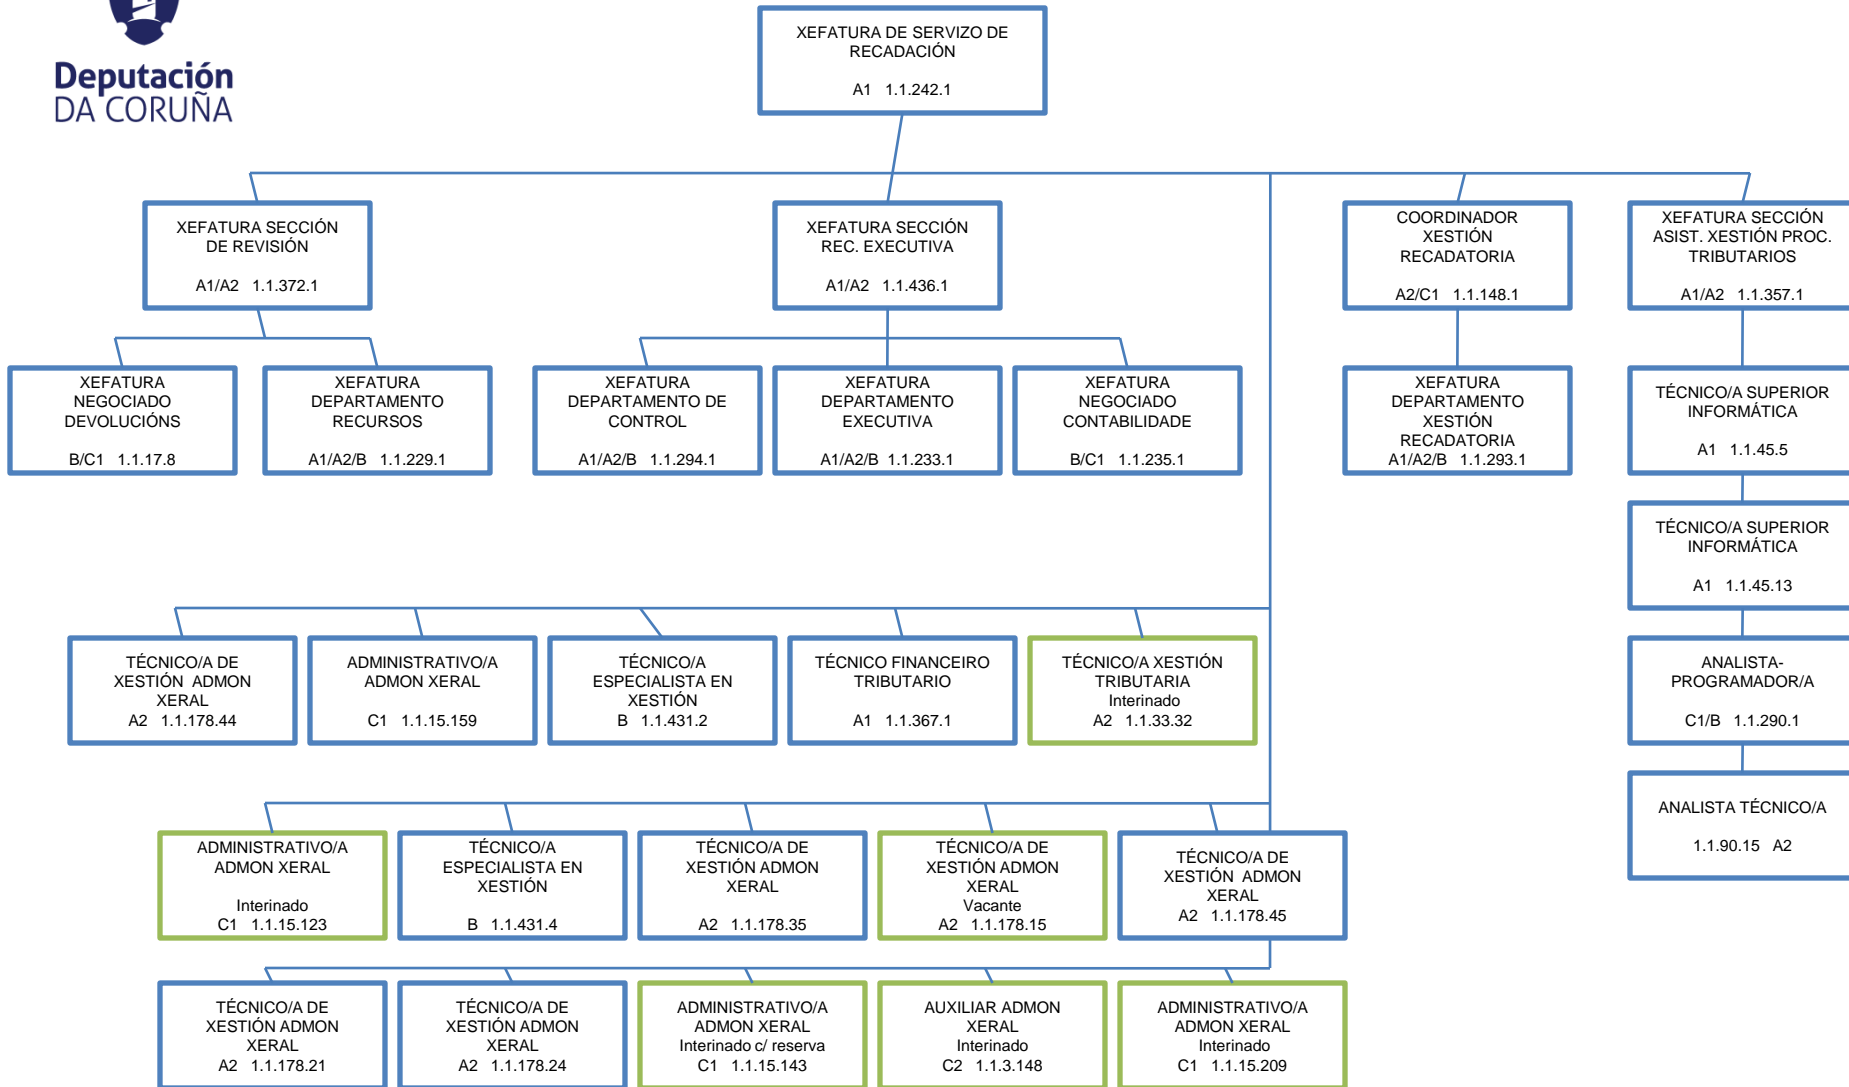 Deputación
DA CORUÑA
XEFATURA DE SERVIZO DE
RECADACIÓN
A1 1.1.242.1
XEFATURA SECCIÓN
DE REVISIÓN
A1/A2 1.1.372.1
XEFATURA SECCIÓN
REC. EXECUTIVA
A1/A2 1.1.436.1
COORDINADOR
XESTIÓN
RECADATORIA
A2/C1 1.1.148.1
XEFATURA SECCIÓN
ASIST. XESTIÓN PROC.
TRIBUTARIOS
A1/A2 1.1.357.1
XEFATURA
NEGOCIADO
DEVOLUCIÓNS
B/C1 1.1.17.8
XEFATURA
DEPARTAMENTO
RECURSOS
A1/A2/B 1.1.229.1
XEFATURA
DEPARTAMENTO DE
CONTROL
A1/A2/B 1.1.294.1
XEFATURA
DEPARTAMENTO
EXECUTIVA
A1/A2/B 1.1.233.1
XEFATURA
NEGOCIADO
CONTABILIDADE
B/C1 1.1.235.1
XEFATURA
DEPARTAMENTO
XESTIÓN
RECADATORIA
A1/A2/B 1.1.293.1
TÉCNICO/A SUPERIOR
INFORMÁTICA
A1 1.1.45.5
TÉCNICO/A SUPERIOR
INFORMÁTICA
A1 1.1.45.13
TÉCNICO/A DE
XESTIÓN ADMON
XERAL
A2 1.1.178.44
ADMINISTRATIVO/A
ADMON XERAL
C1 1.1.15.159
TÉCNICO/A
ESPECIALISTA EN
XESTIÓN
B 1.1.431.2
TÉCNICO FINANCEIRO
TRIBUTARIO
A1 1.1.367.1
TÉCNICO/A XESTIÓN
TRIBUTARIA
Interinado
A2 1.1.33.32
ANALISTA-
PROGRAMADOR/A
C1/B 1.1.290.1
ANALISTA TÉCNICO/A
1.1.90.15 A2
ADMINISTRATIVO/A
ADMON XERAL
Interinado
C1 1.1.15.123
TÉCNICO/A
ESPECIALISTA EN
XESTIÓN
B 1.1.431.4
TÉCNICO/A DE
XESTIÓN ADMON
XERAL
A2 1.1.178.35
TÉCNICO/A DE
XESTIÓN ADMON
XERAL
Vacante
A2 1.1.178.15
TÉCNICO/A DE
XESTIÓN ADMON
XERAL
A2 1.1.178.45
TÉCNICO/A DE
XESTIÓN ADMON
XERAL
A2 1.1.178.21
TÉCNICO/A DE
XESTIÓN ADMON
XERAL
A2 1.1.178.24
ADMINISTRATIVO/A
ADMON XERAL
Interinado c/ reserva
C1 1.1.15.143
AUXILIAR ADMON
XERAL
Interinado
C2 1.1.3.148
ADMINISTRATIVO/A
ADMON XERAL
Interinado
C1 1.1.15.209